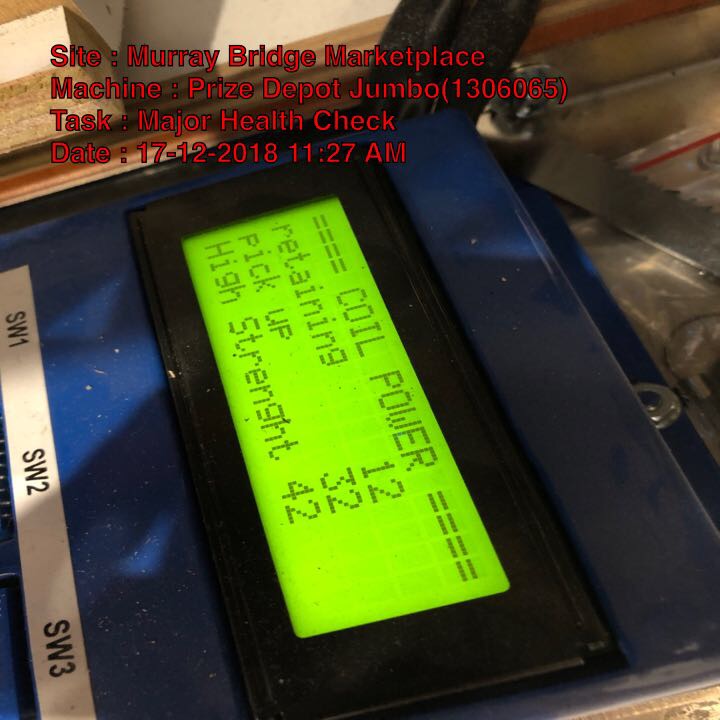 Site : Murray Bridge Marketplace
Machine : Prize Depot Jumbo(1306065)
Task : Major Health Check
Date : 17-12-2018 11:27 AM
==== COIL POWER ====
retaining 12
Pick up 32
High Strenght 42
SW1
SW2
SW3